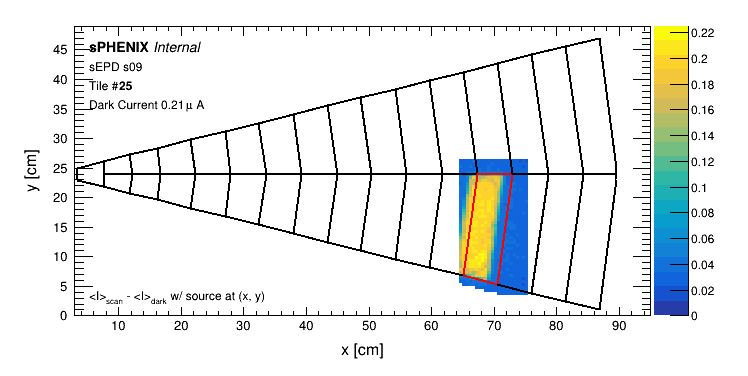 sPHENIX Internal
sEPD s09
Tile #25
Dark Current 0.21 μ A
<I>scan - <I>dark w/ source at (x, y)
y [cm]
45
40
35
30
25
20
15
10
5
0
10 20 30 40 50 60 70 80 90
x [cm]
0.22
0.2
0.18
0.16
0.14
0.12
0.1
0.08
0.06
0.04
0.02
0